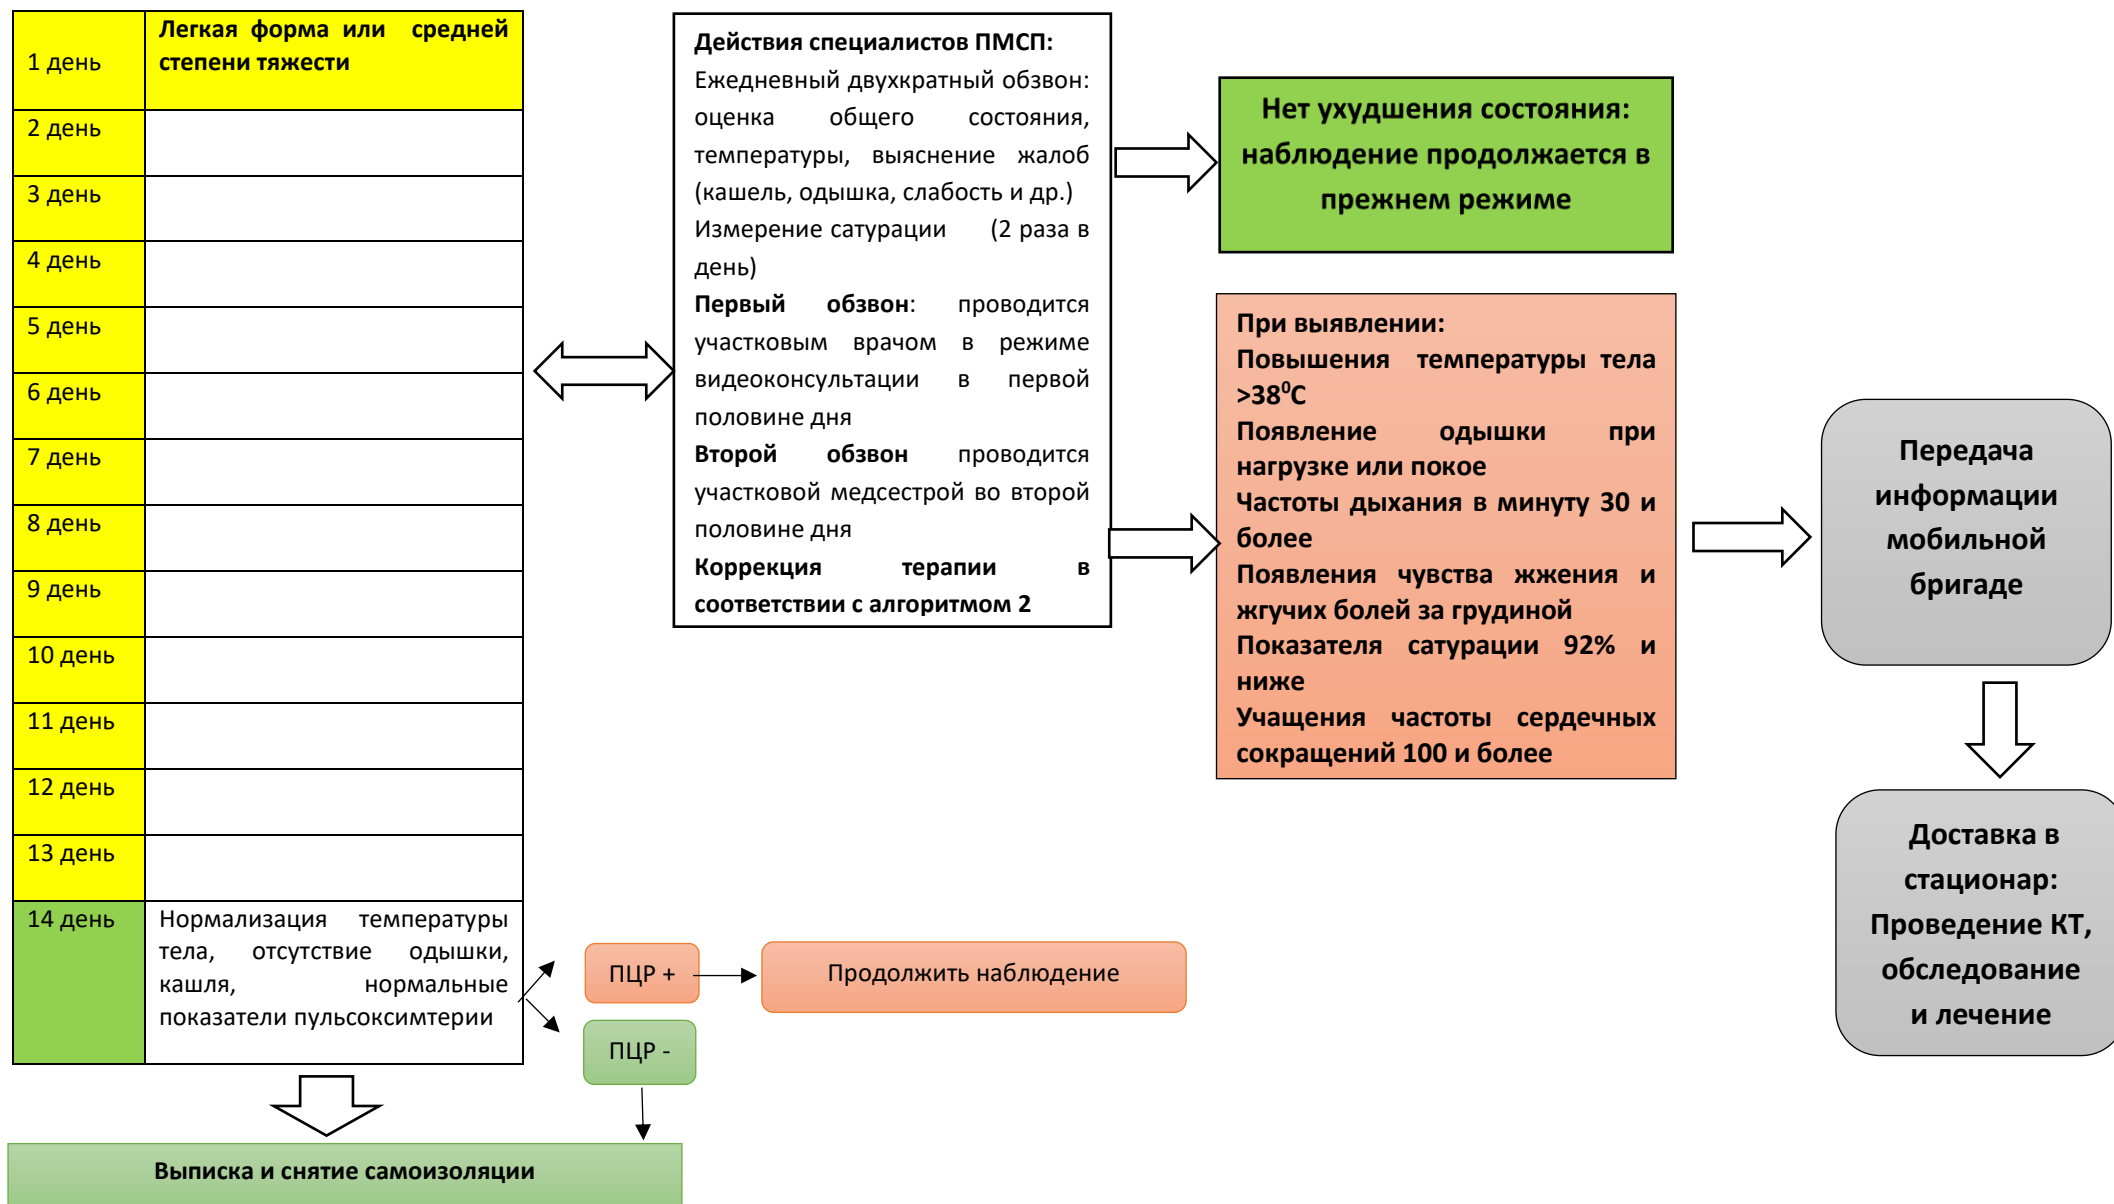 1 день
Легкая форма или средней
степени тяжести
2 день
3 день
4 день
5 день
6 день
7 день
8 день
9 день
10 день
11 день
12 день
13 день
14 день
Нормализация температуры
тела, отсутствие одышки,
кашля, нормальные
показатели пульсоксимтерии
Выписка и снятие самоизоляции
ПЦР +
Продолжить наблюдение
ПЦР -
Действия специалистов ПМСП:
Ежедневный двухкратный обзвон:
оценка общего состояния,
температуры, выяснение жалоб
(кашель, одышка, слабость и др.)
Измерение сатурации (2 раза в
день)
Первый обзвон: проводится
участковым врачом в режиме
видеоконсультации в первой
половине дня
Второй обзвон проводится
участковой медсестрой во второй
половине дня
Коррекция терапии в
соответствии с алгоритмом 2
Нет ухудшения состояния:
наблюдение продолжается в
прежнем режиме
При выявлении:
Повышения температуры тела
>38⁰С
Появление одышки при
нагрузке или покое
Частоты дыхания в минуту 30 и
более
Появления чувства жжения и
жгучих болей за грудиной
Показателя сатурации 92% и
ниже
Учащения частоты сердечных
сокращений 100 и более
Передача
информации
мобильной
бригаде
Доставка в
стационар:
Проведение КТ,
обследование
и лечение